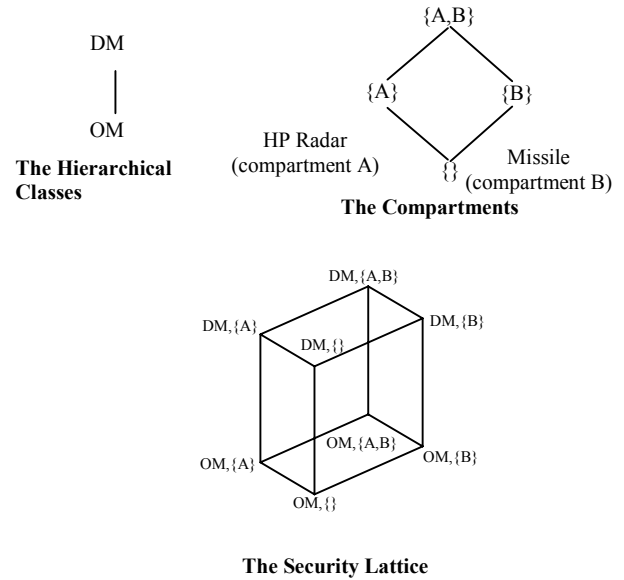 DM
OM
The Hierarchical
Classes
{A,B}
{A}
{B}
{}
HP Radar
(compartment A)
Missile
(compartment B)
The Compartments
DM,{A,B}
DM,{A}
DM,{B}
DM,{}
OM,{A,B}
OM,{A}
OM,{B}
OM,{}
The Security Lattice